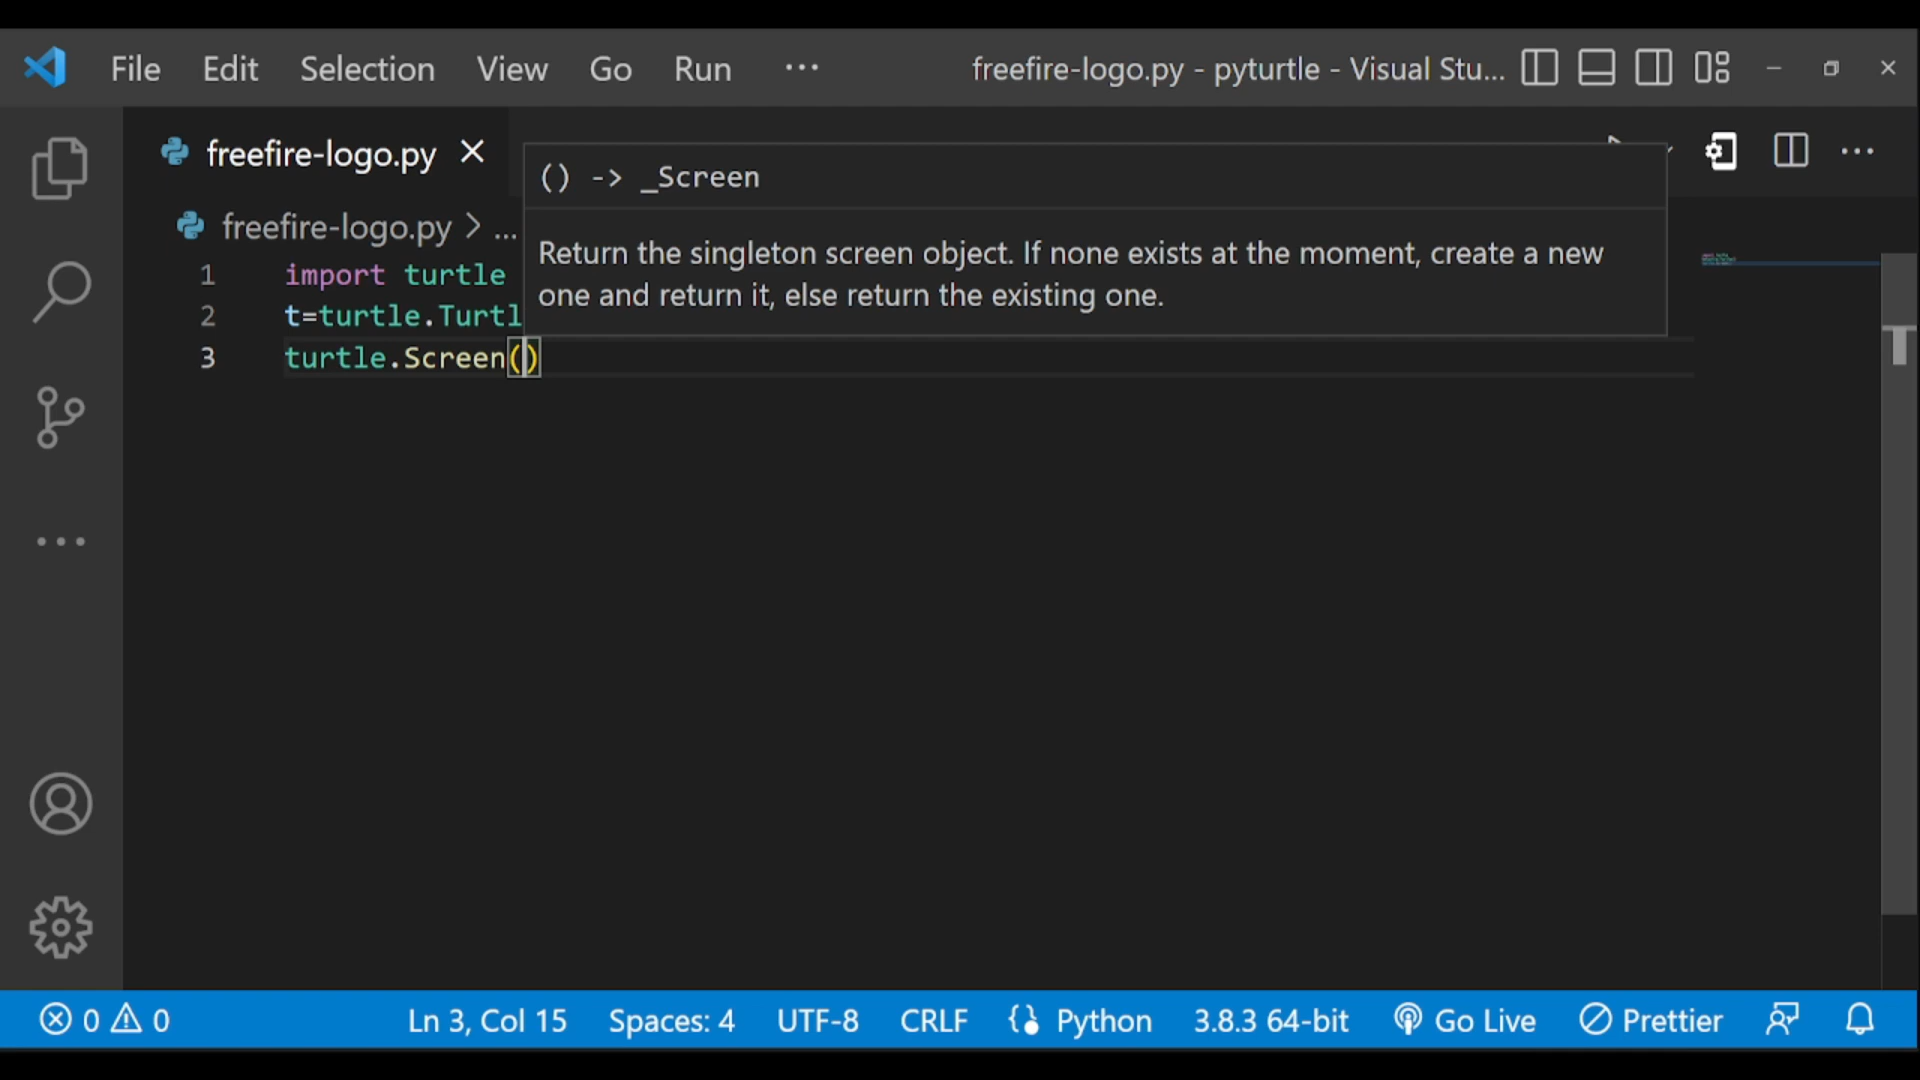 File Edit Selection View Go Run ··· freefire-logo.py - pyturtle - Visual Stu...
freefire-logo.py
() -> _Screen
freefire-logo.py > ...
Return the singleton screen object. If none exists at the moment, create a new
one and return it, else return the existing one.
1 import turtle
2 t=turtle.Turtl
3 turtle.Screen()
0 0 Ln 3, Col 15 Spaces: 4 UTF-8 CRLF Python 3.8.3 64-bit Go Live Prettier